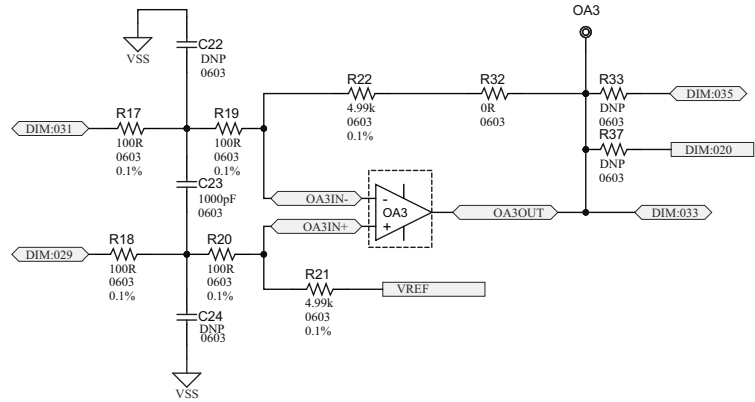 OA3
VSS
C22
DNP
0603
R22
4.99k
0603
0.1%
R32
0R
0603
R33
DNP
0603
DIM:035
DIM:031
R17
100R
0603
0.1%
R19
100R
0603
0.1%
R37
DNP
0603
DIM:020
C23
1000pF
0603
OA3IN-
-
OA3
+
OA3IN+
OA3OUT
DIM:033
DIM:029
R18
100R
0603
0.1%
R20
100R
0603
0.1%
R21
4.99k
0603
0.1%
VREF
C24
DNP
0603
VSS